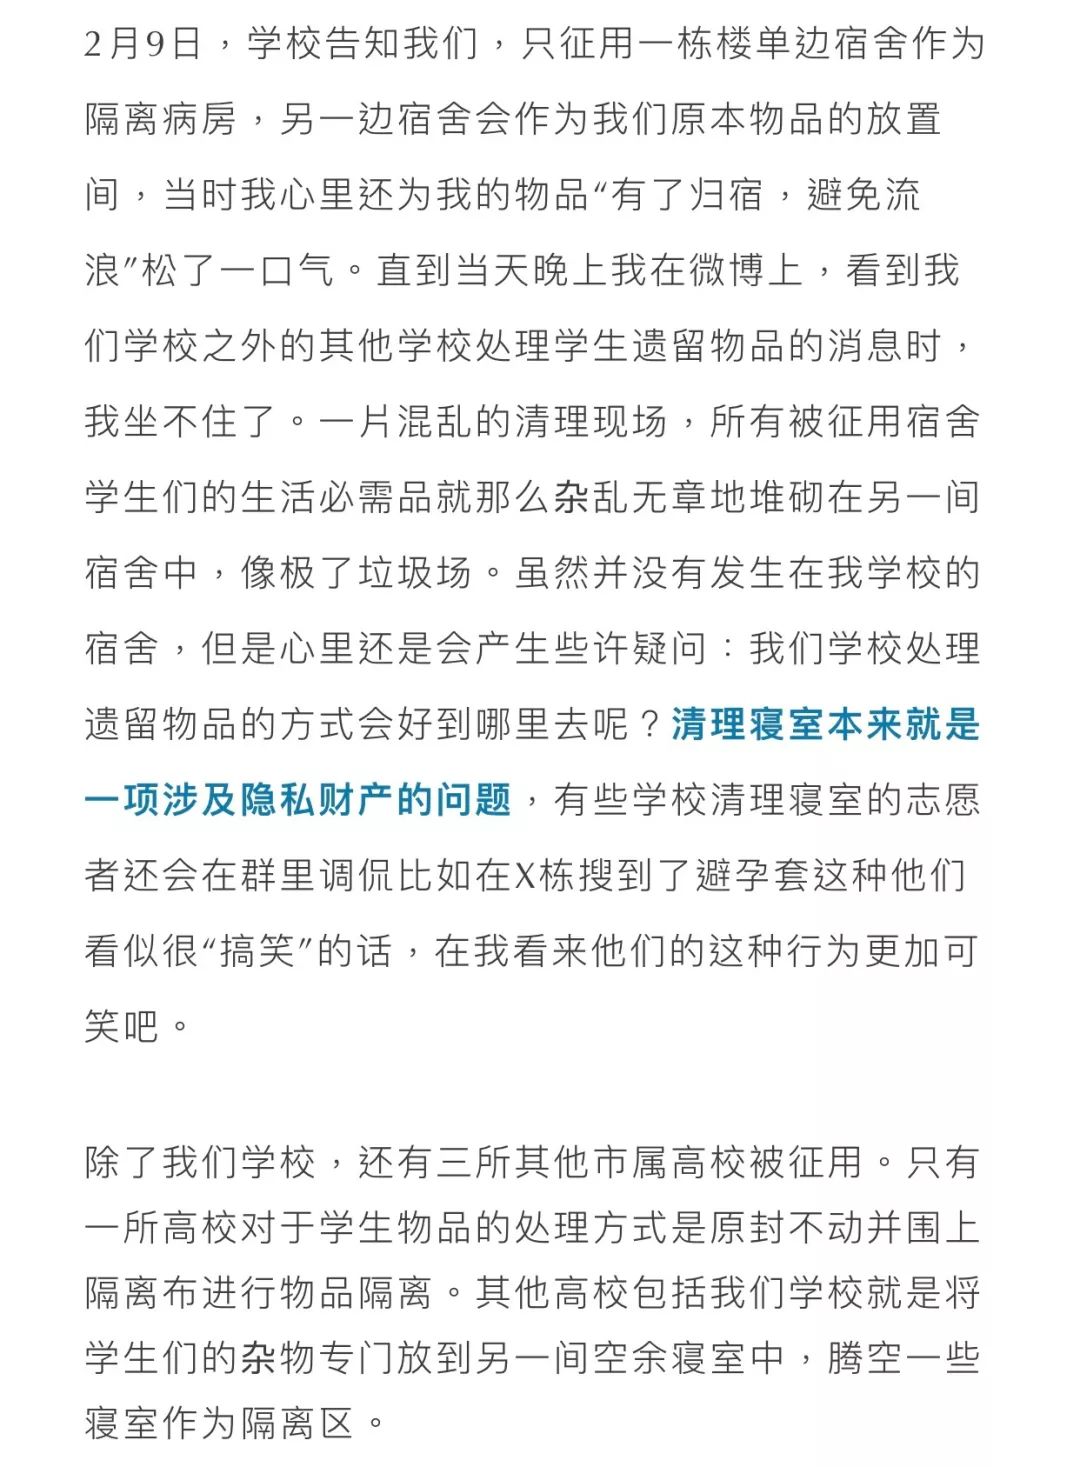 2月9日，学校告知我们，只征用一栋楼单边宿舍作为
隔离病房，另一边宿舍会作为我们原本物品的放置
间，当时我心里还为我的物品“有了归宿，避免流
浪”松了一口气。直到当天晚上我在微博上，看到我
们学校之外的其他学校处理学生遗留物品的消息时，
我坐不住了。一片混乱的清理现场，所有被征用宿舍
学生们的生活必需品就那么杂乱无章地堆砌在另一间
宿舍中，像极了垃圾场。虽然并没有发生在我学校的
宿舍，但是心里还是会产生些许疑问：我们学校处理
遗留物品的方式会好到哪里去呢？清理寝室本来就是
一项涉及隐私财产的问题，有些学校清理寝室的志愿
者还会在群里调侃比如在X栋搜到了避孕套这种他们
看似很“搞笑”的话，在我看来他们的这种行为更加可
笑吧。
除了我们学校，还有三所其他市属高校被征用。只有
一所高校对于学生物品的处理方式是原封不动并围上
隔离布进行物品隔离。其他高校包括我们学校就是将
学生们的杂物专门放到另一间空余寝室中，腾空一些
寝室作为隔离区。